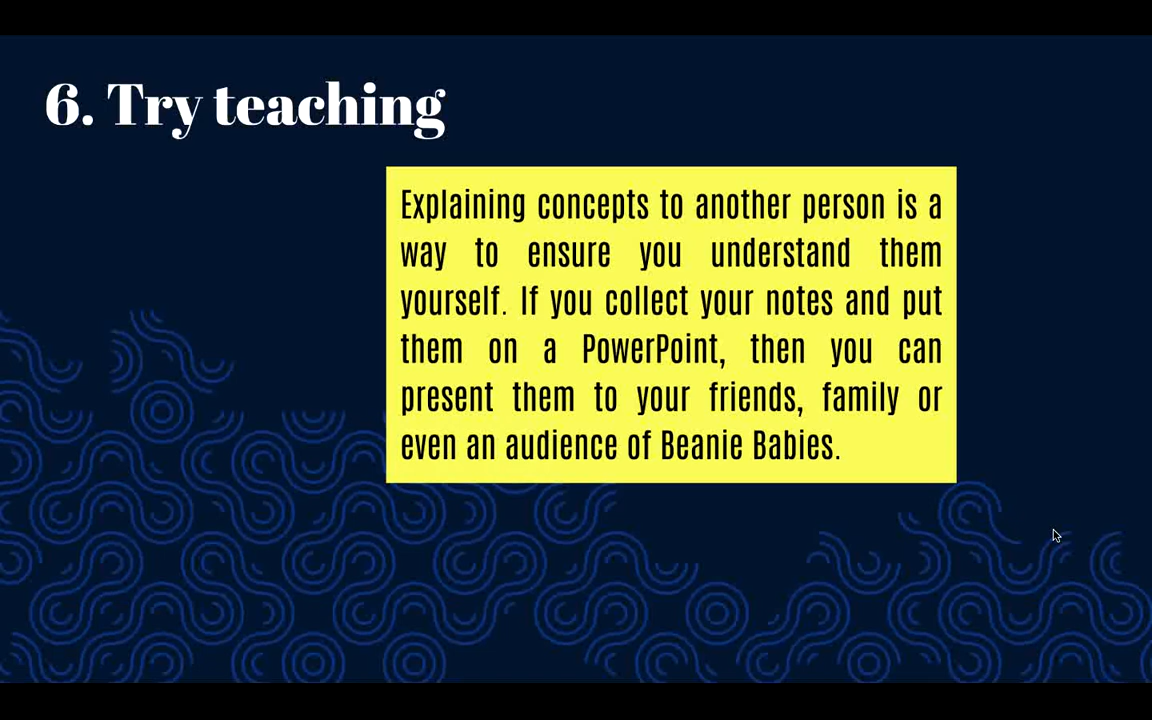 6. Try teaching
Explaining concepts to another person is a
way to ensure you understand them
yourself. If you collect your notes and put
them on a PowerPoint, then you can
present them to your friends, family or
even an audience of Beanie Babies.